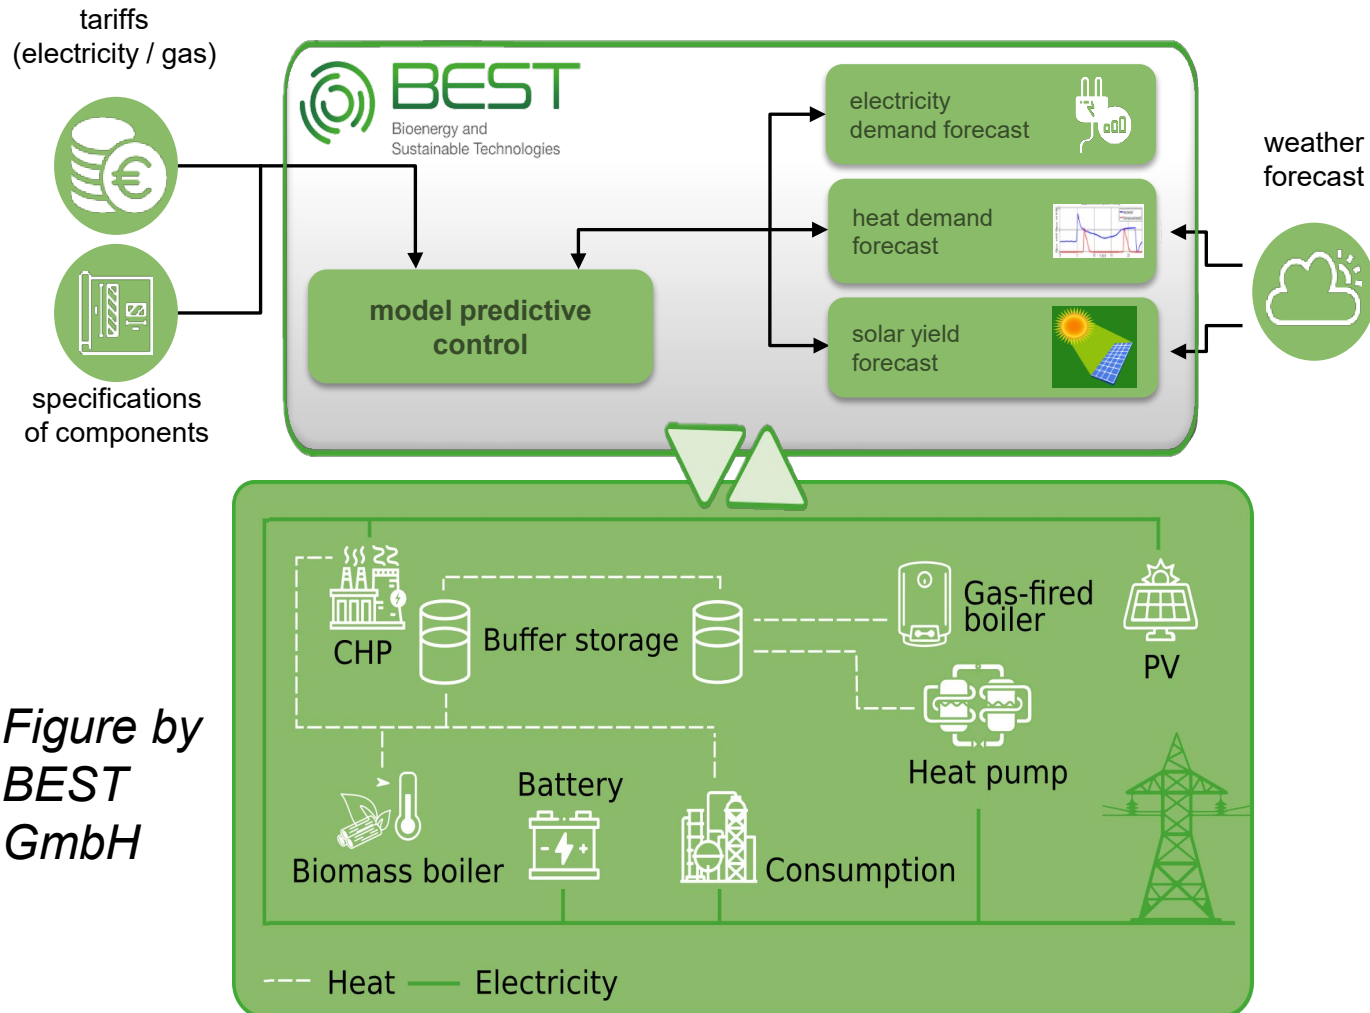 tariffs
(electricity / gas)
BEST
Bioenergy and
Sustainable Technologies
electricity
demand forecast
weather
forecast
heat demand
forecast
model predictive
control
solar yield
forecast
specifications
of components
CHP
Buffer storage
Gas-fired
boiler
PV
Figure by
BEST
GmbH
Heat pump
Battery
Biomass boiler
Consumption
Heat
Electricity